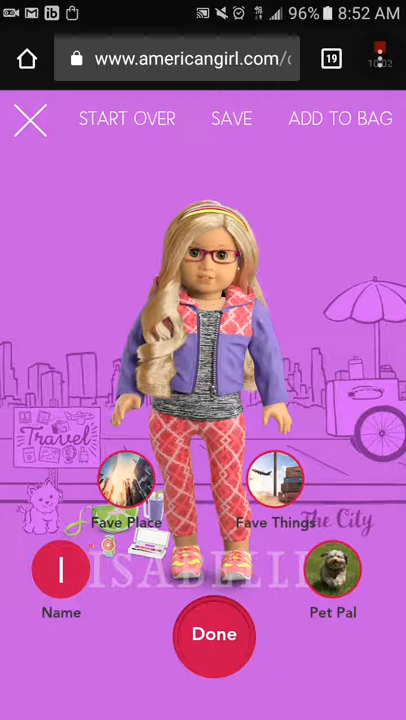 96% 8:52 AM
www.americangirl.com/
19
START OVER SAVE ADD TO BAG
Travel
Fave Place
Fave Things
The City
I
ISABELLE
Name
Pet Pal
Done